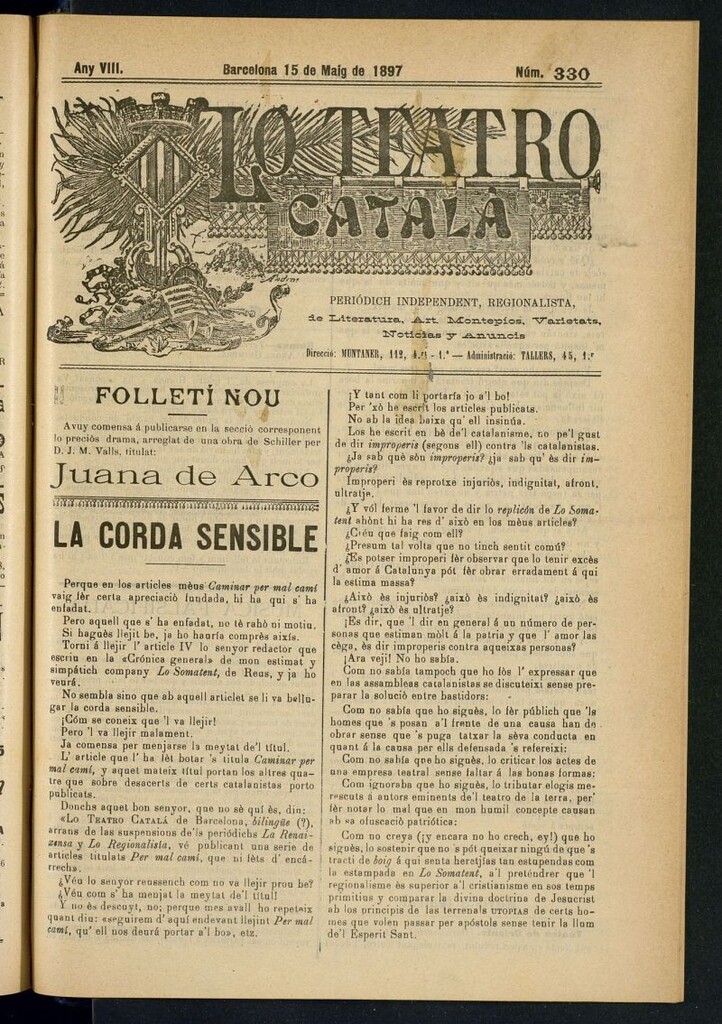 Any VIII.
Barcelona 15 de Maig de 1897
Núm. 330
LO TEATRO
CATALÀ
PERIÓDICH INDEPENDENT, REGIONALISTA,
de Literatura, Art, Montepíos, Varietats,
Noticias y Anuncis
Direcció: MUNTANER, 112, 4.rt - 1.ª — Administració: TALLERS, 45, 1.r
FOLLETÍ NOU
Avuy comensa á publicarse en la secció corresponent
lo preciós drama, arreglat de una obra de Schiller per
D. J. M. Valls, titulat:
Juana de Arco
LA CORDA SENSIBLE
Perque en los articles mèus Caminar per mal camí
vaig fèr certa apreciació fundada, hi ha qui s' ha
enfadat.
Pero aquell que s' ha enfadat, no tè rahó ni motiu.
Si hagués llejit be, ja ho hauría comprès aixís.
Torni á llejir l' article IV lo senyor redactor que
escriu en la «Crónica general» de mon estimat y
simpátich company Lo Somatent, de Reus, y ja ho
veurá.
No sembla sino que ab aquell articlet se li va bellu-
gar la corda sensible.
¡Cóm se coneix que 'l va llejir!
Pero 'l va llejir malament.
Ja comensa per menjarse la meytat de'l títul.
L' article que l' ha fèt botar 's titula Caminar per
mal camí, y aquet mateix títul portan los altres qua-
tre que sobre desacerts de certs catalanistas porto
publicats.
Donchs aquet bon senyor, que no sè quí ès, diu:
«Lo Teatro Catalá de Barcelona, bilingüe (?),
arrans de las suspensions de'ls periódichs La Renai-
xensa y Lo Regionalista, vé publicant una serie de
articles titulats Per mal camí, que ni fèts d' encá-
rrech».
¿Véu lo senyor reussench com no va llejir prou be?
¿Véu com s' ha menjat la meytat de'l títul?
Y no ès descuyt, no; perque mes avall ho repeteix
quant diu: «seguirem d' aquí endevant llejint Per mal
camí, qu' ell nos deurá portar a'l bo», etz.
¡Y tant com li portaría jo a'l bo!
Per 'xò he escrit los articles publicats.
No ab la idea baixa qu' ell insinúa.
Los he escrit en bè de'l catalanisme, no pe'l gust
de dir improperis (segons ell) contra 'ls catalanistas.
¿Ja sab què sòn improperis? ¿ja sab qu' ès dir im-
properis?
Improperi ès reprotxe injuriòs, indignitat, afront,
ultratje.
¿Y vól ferme 'l favor de dir lo replicón de Lo Soma-
tent ahònt hi ha res d' aixó en los mèus articles?
¿Crèu que faig com ell?
¿Presum tal volta que no tinch sentit comú?
¿Es potser improperi fèr observar que lo tenir excès
d' amor á Catalunya pót fèr obrar erradament á qui
la estima massa?
¿Aixó ès injuriòs? ¿aixó ès indignitat? ¿aixó ès
afront? ¿aixó ès ultratje?
¡Es dir, que 'l dir en general á un número de per-
sonas que estiman mòlt á la patria y que l' amor las
cèga, ès dir improperis contra aqueixas personas?
¡Ara veji! No ho sabía.
Com no sabía tampoch que ho fòs l' expressar que
en las assambleas catalanistas se discuteixi sense pre-
parar la solució entre bastidors:
Com no sabía que ho siguès, lo fèr públich que 'ls
homes que 's posan a'l frente de una causa han de
obrar sense que 's puga tatxar la sèva conducta en
quant á la causa per ells defensada 's refereixi:
Com no sabía que ho siguès, lo criticar los actes de
una empresa teatral sense faltar á las bonas formas:
Com ignoraba que ho siguès, lo tributar elogis me-
rescuts á autors eminents de'l teatro de la terra, per'
fèr notar lo mal que en mon humil concepte causan
ab sa ofuscació patriótica:
Com no creya (¡y encara no ho crech, ey!) que ho
siguès, lo sostenir que no 's pót queixar ningú de que 's
tracti de boig á qui senta heretjías tan estupendas com
la estampada en Lo Somatent, a'l preténdrer que 'l
regionalisme ès superior a'l cristianisme en sos temps
primitius y comparar la divina doctrina de Jesucrist
ab los principis de las terrenals UTOPIAS de certs ho-
mes que volen passar per apóstols sense tenir la llum
de'l Esperit Sant.